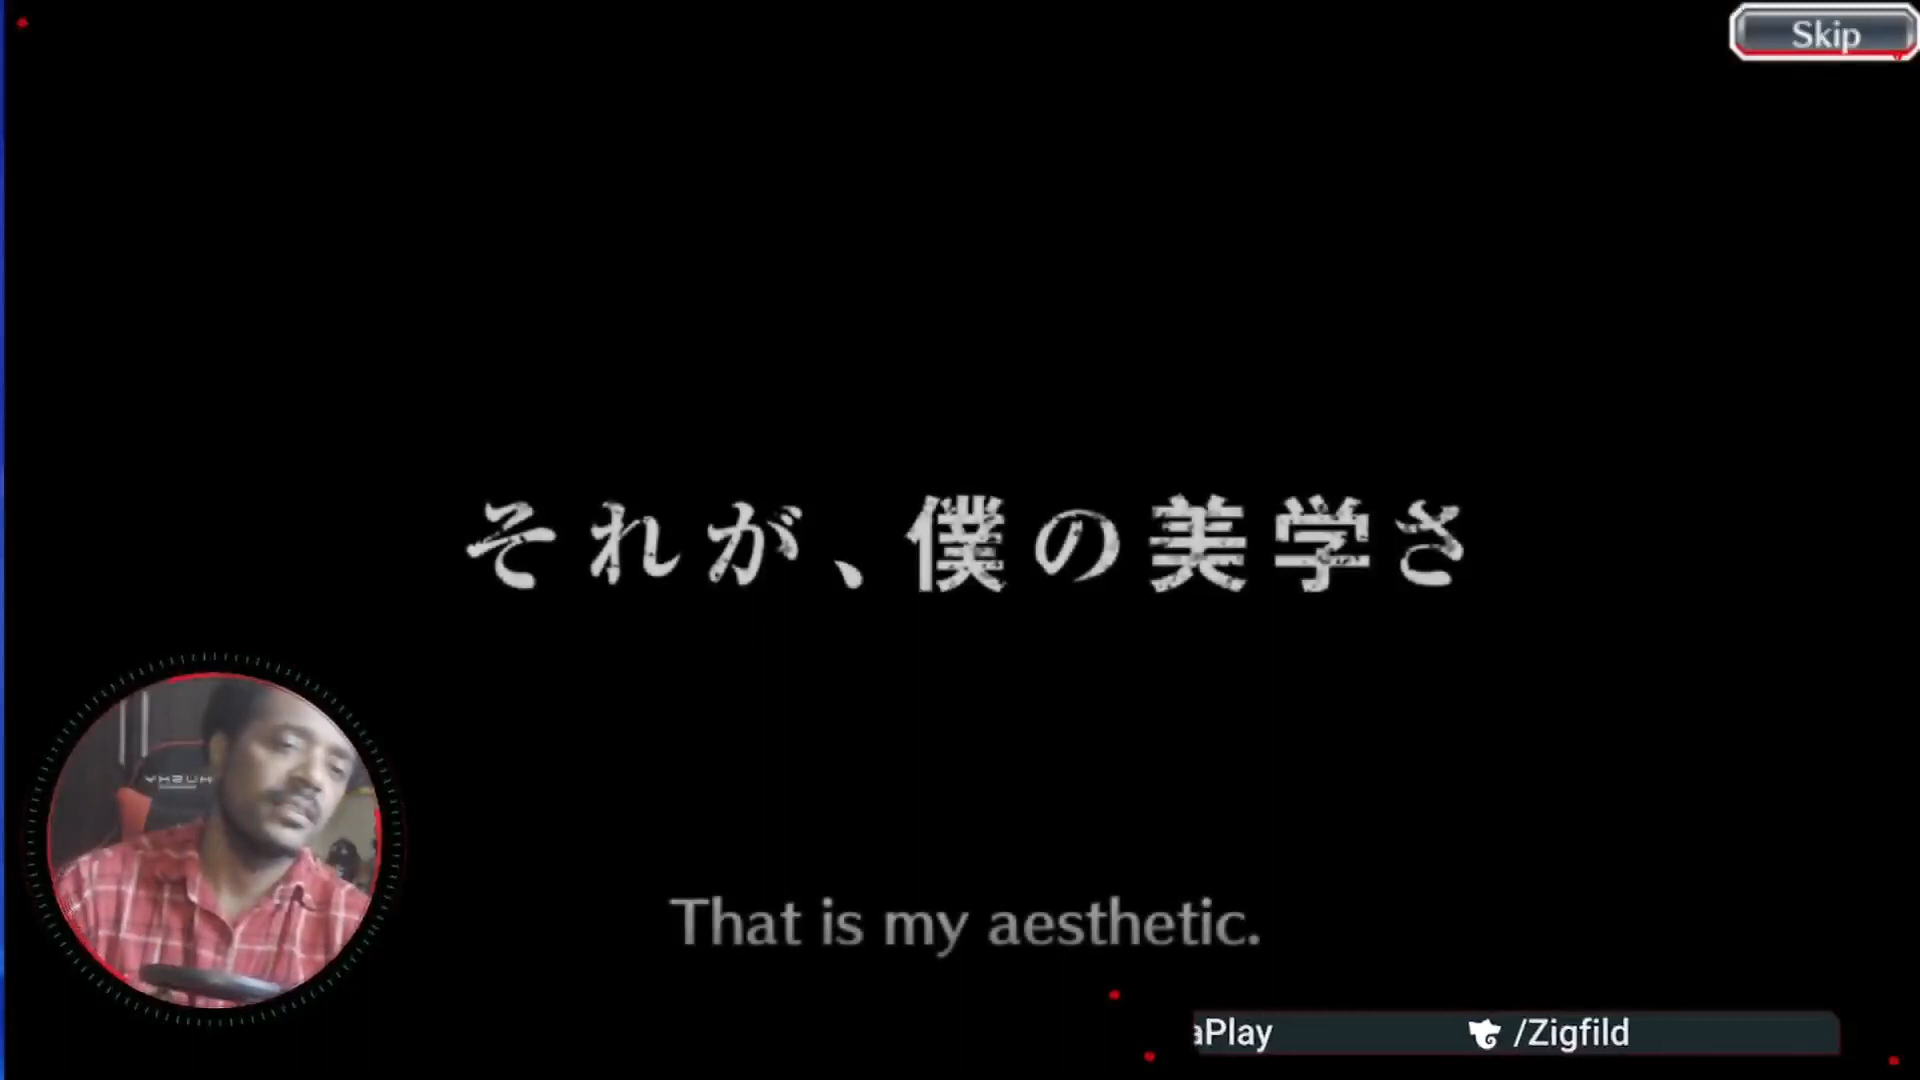 Skip
それが、僕の美学さ
That is my aesthetic.
aPlay
/Zigfild